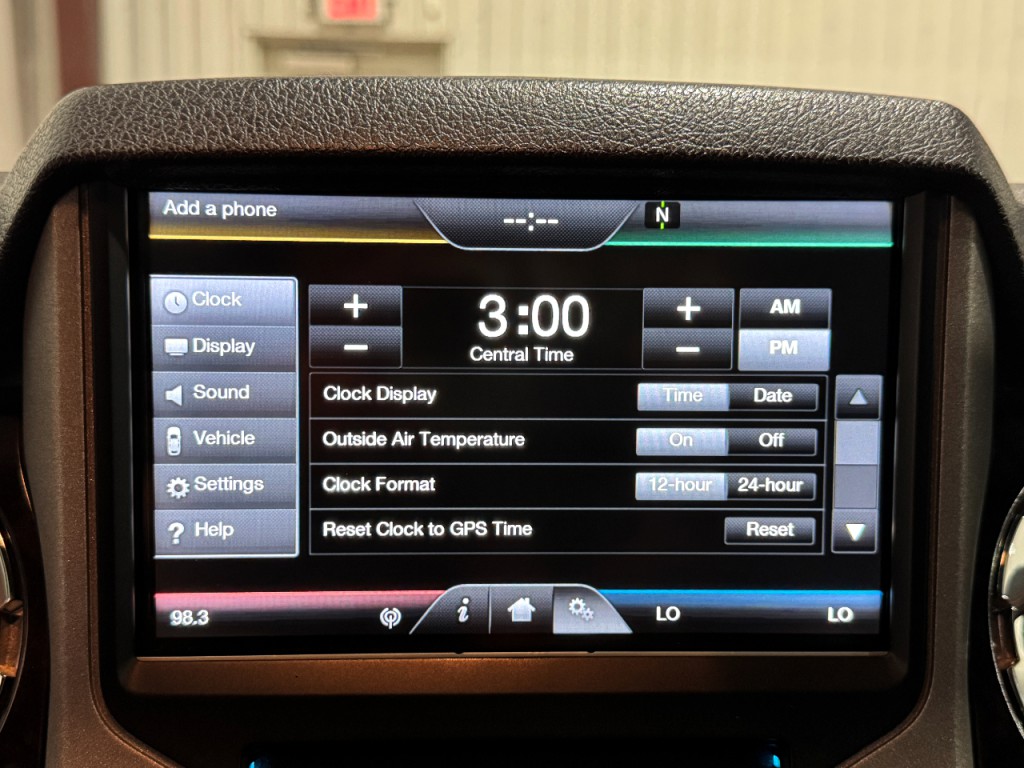 EXIT
Add a phone
--:-- N
Clock
3:00
AM
Central Time
PM
Display
Clock Display Time Date
Sound
Outside Air Temperature On Off
Vehicle
Clock Format 12-hour 24-hour
Settings
Reset Clock to GPS Time Reset
Help
98.3 LO LO